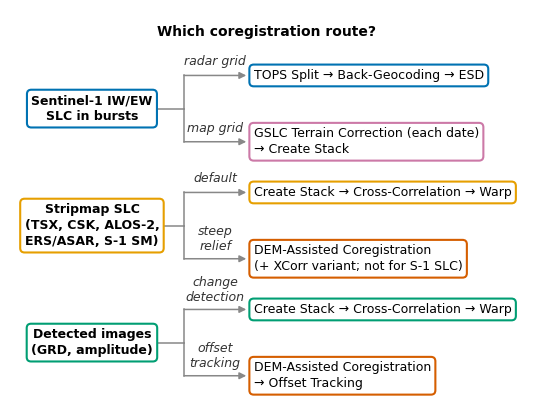 Which coregistration route?
Sentinel-1 IW/EW
SLC in bursts
radar grid
TOPS Split → Back-Geocoding → ESD
map grid
GSLC Terrain Correction (each date)
→ Create Stack
Stripmap SLC
(TSX, CSK, ALOS-2,
ERS/ASAR, S-1 SM)
default
Create Stack → Cross-Correlation → Warp
steep
relief
DEM-Assisted Coregistration
(+ XCorr variant; not for S-1 SLC)
Detected images
(GRD, amplitude)
change
detection
Create Stack → Cross-Correlation → Warp
offset
tracking
DEM-Assisted Coregistration
→ Offset Tracking